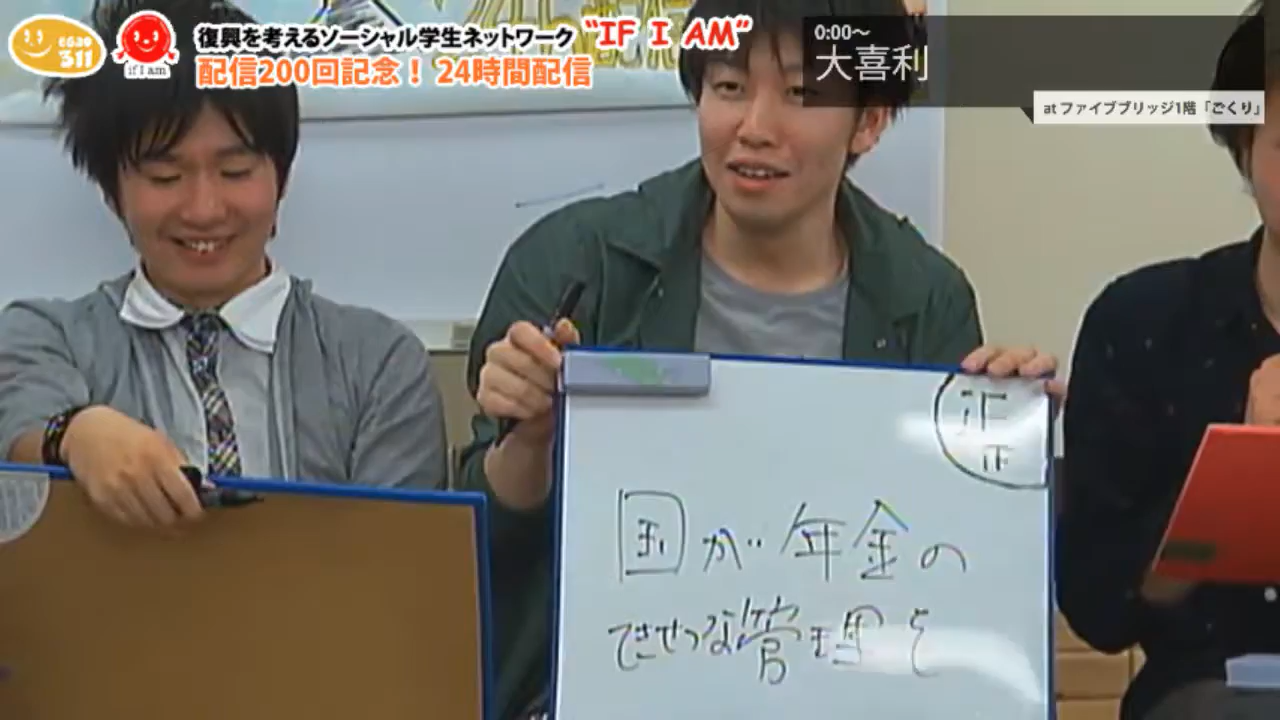 egao
311
if I am
復興を考えるソーシャル学生ネットワーク “IF I AM”
配信200回記念！ 24時間配信
0:00～
大喜利
at ファイブブリッジ1階「ごくり」
正
国が年金の
できせつな管理を